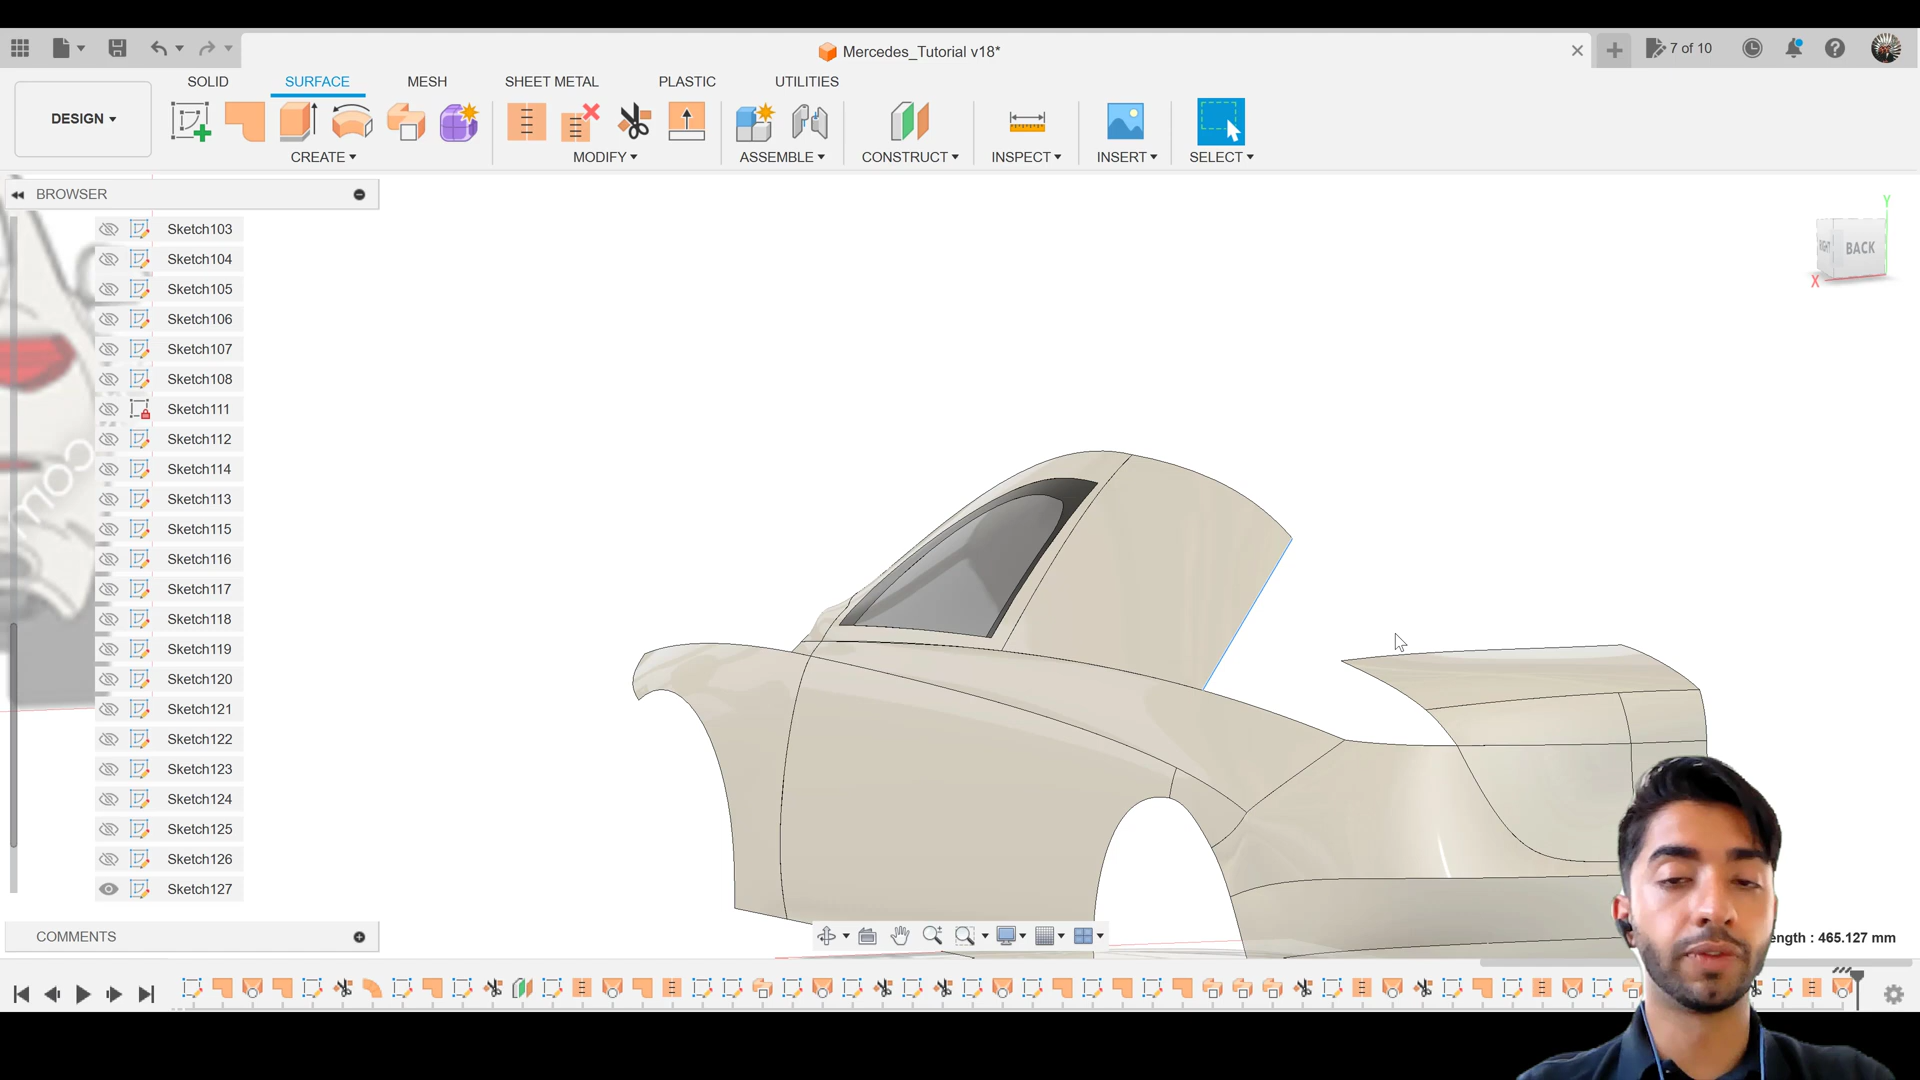 Mercedes_Tutorial v18*
7 of 10
SOLID
SURFACE
MESH
SHEET METAL
PLASTIC
UTILITIES
DESIGN
CREATE
MODIFY
ASSEMBLE
CONSTRUCT
INSPECT
INSERT
SELECT
BROWSER
Sketch103
Sketch104
Sketch105
Sketch106
Sketch107
Sketch108
Sketch111
Sketch112
Sketch114
Sketch113
Sketch115
Sketch116
Sketch117
Sketch118
Sketch119
Sketch120
Sketch121
Sketch122
Sketch123
Sketch124
Sketch125
Sketch126
Sketch127
Y
BACK
X
COMMENTS
ength : 465.127 mm